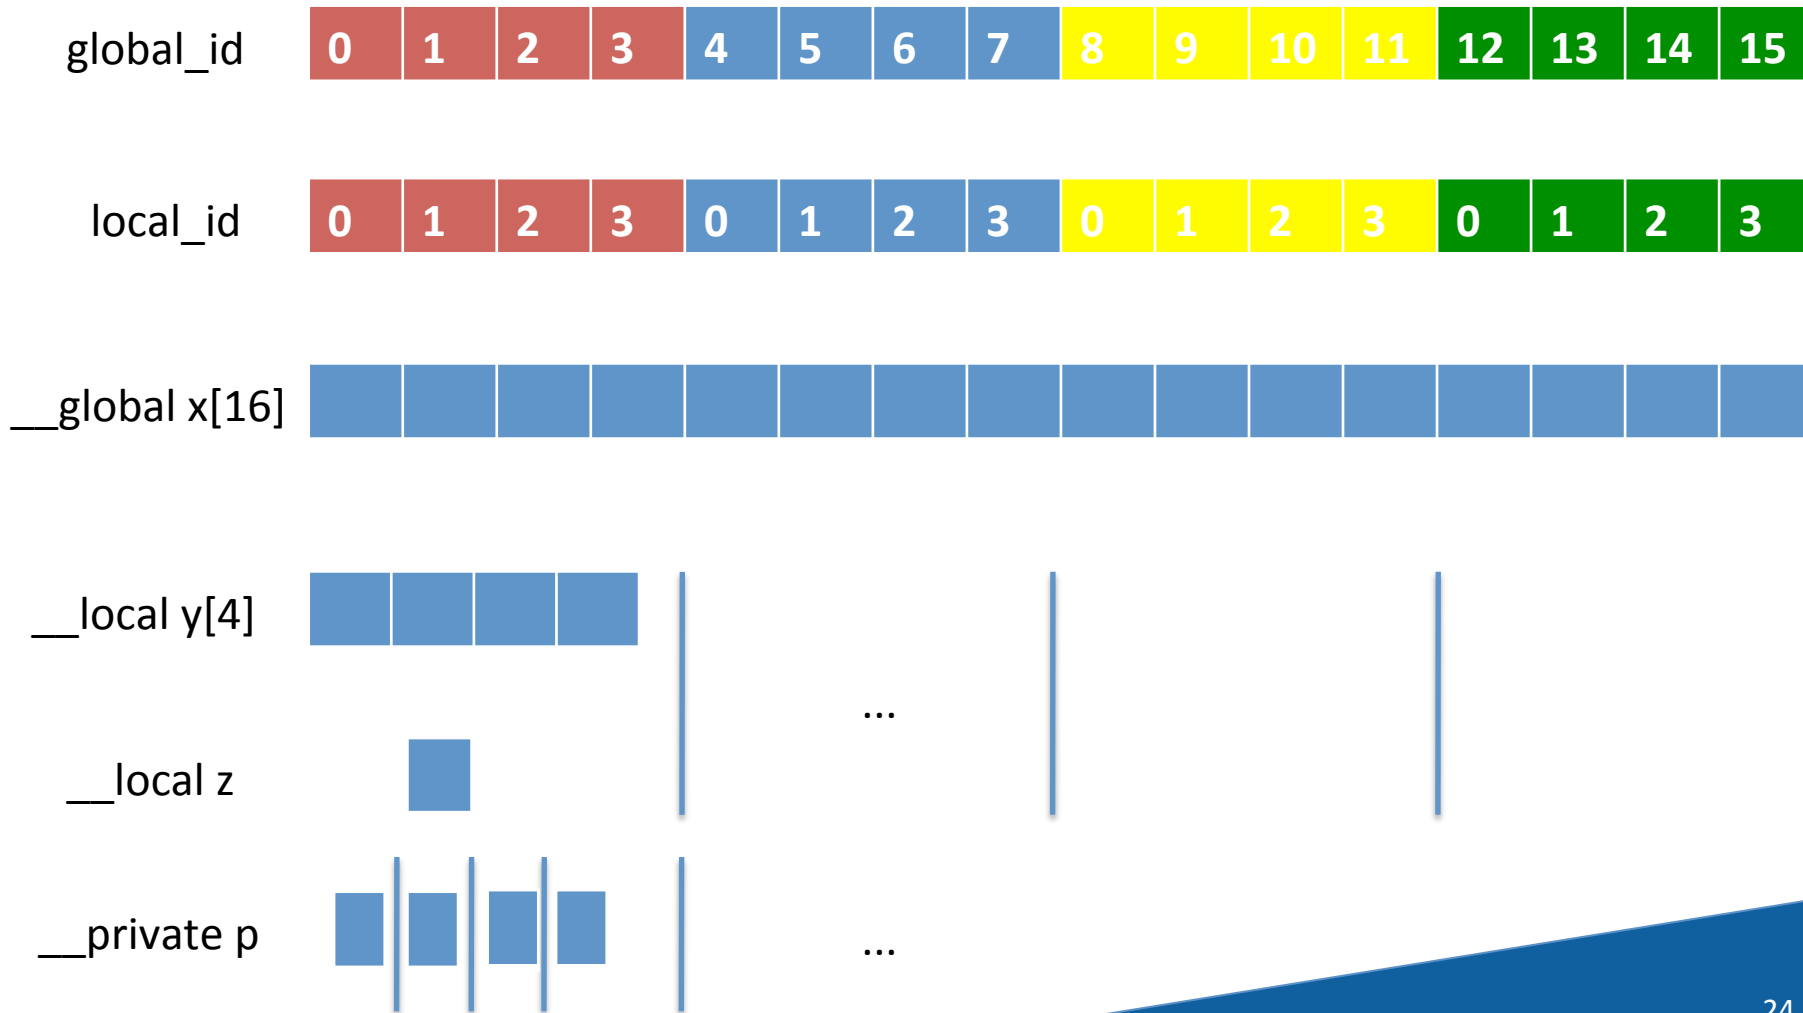 global_id 0 1 2 3 4 5 6 7 8 9 10 11 12 13 14 15
local_id 0 1 2 3 0 1 2 3 0 1 2 3 0 1 2 3
__global x[16]
__local y[4]
...
__local z
__private p
...
24